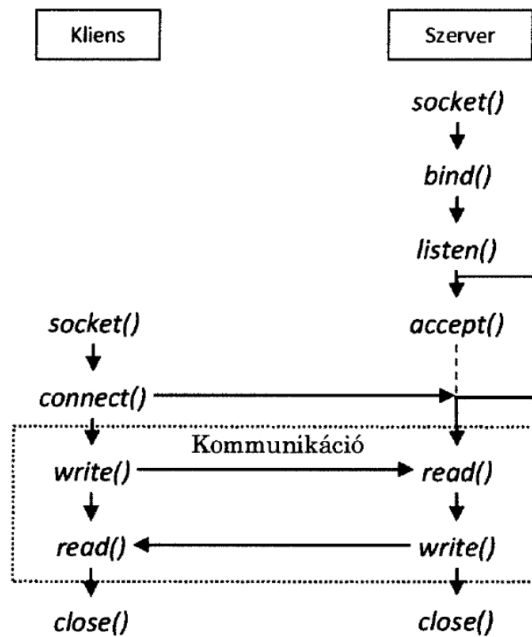 Kliens
Szerver
socket()
bind()
listen()
socket()
accept()
connect()
Kommunikáció
write()
read()
read()
write()
close()
close()